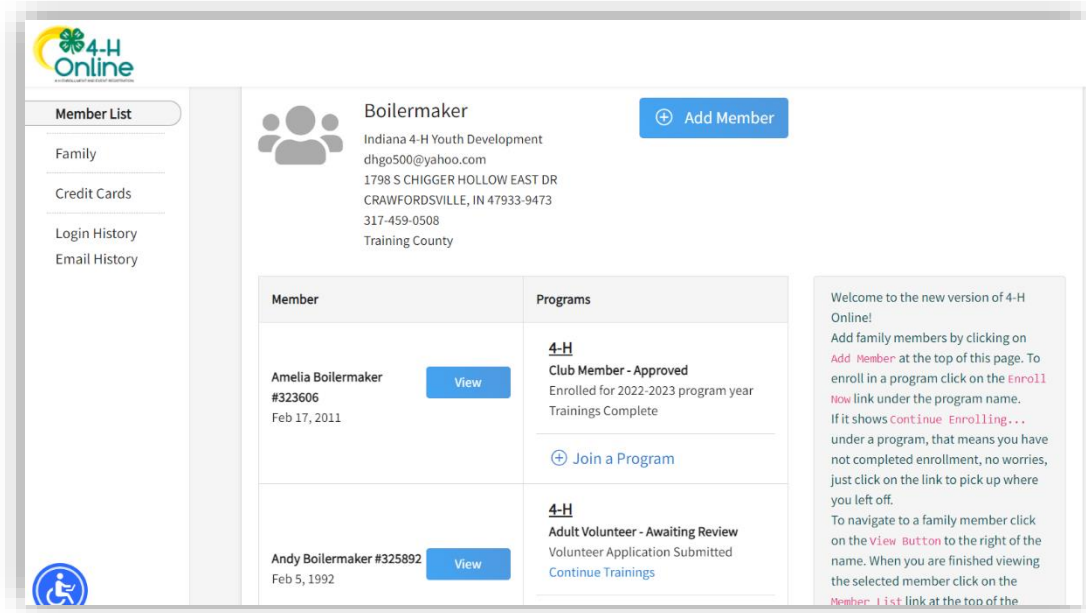 4-H
Online
Member List
Family
Credit Cards
Login History
Email History
Boilermaker
Indiana 4-H Youth Development
dhgo500@yahoo.com
1798 S CHIGGER HOLLOW EAST DR
CRAWFORDSVILLE, IN 47933-9473
317-459-0508
Training County
Add Member
Member
Programs
Amelia Boilermaker
#323606
Feb 17, 2011
View
4-H
Club Member - Approved
Enrolled for 2022-2023 program year
Trainings Complete
Join a Program
Andy Boilermaker #325892
Feb 5, 1992
View
4-H
Adult Volunteer - Awaiting Review
Volunteer Application Submitted
Continue Trainings
Welcome to the new version of 4-H
Online!
Add family members by clicking on
Add Member at the top of this page. To
enroll in a program click on the Enroll
Now link under the program name.
If it shows Continue Enrolling...
under a program, that means you have
not completed enrollment, no worries,
just click on the link to pick up where
you left off.
To navigate to a family member click
on the View Button to the right of the
name. When you are finished viewing
the selected member click on the
Member List link at the top of the